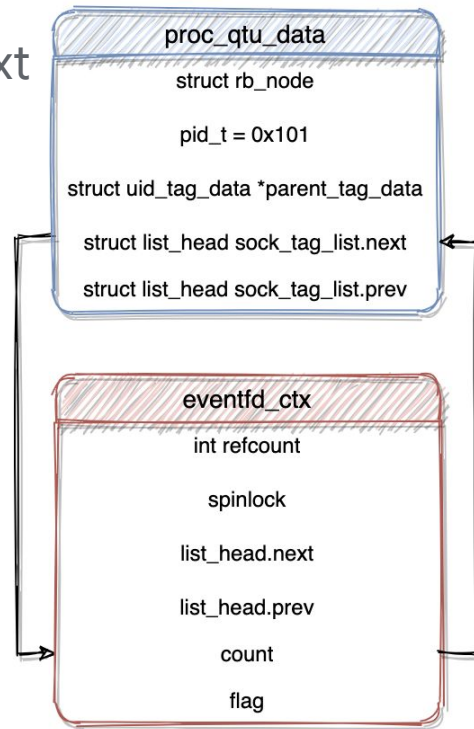 xt
proc_qtu_data
struct rb_node
pid_t = 0x101
struct uid_tag_data *parent_tag_data
struct list_head sock_tag_list.next
struct list_head sock_tag_list.prev
eventfd_ctx
int refcount
spinlock
list_head.next
list_head.prev
count
flag